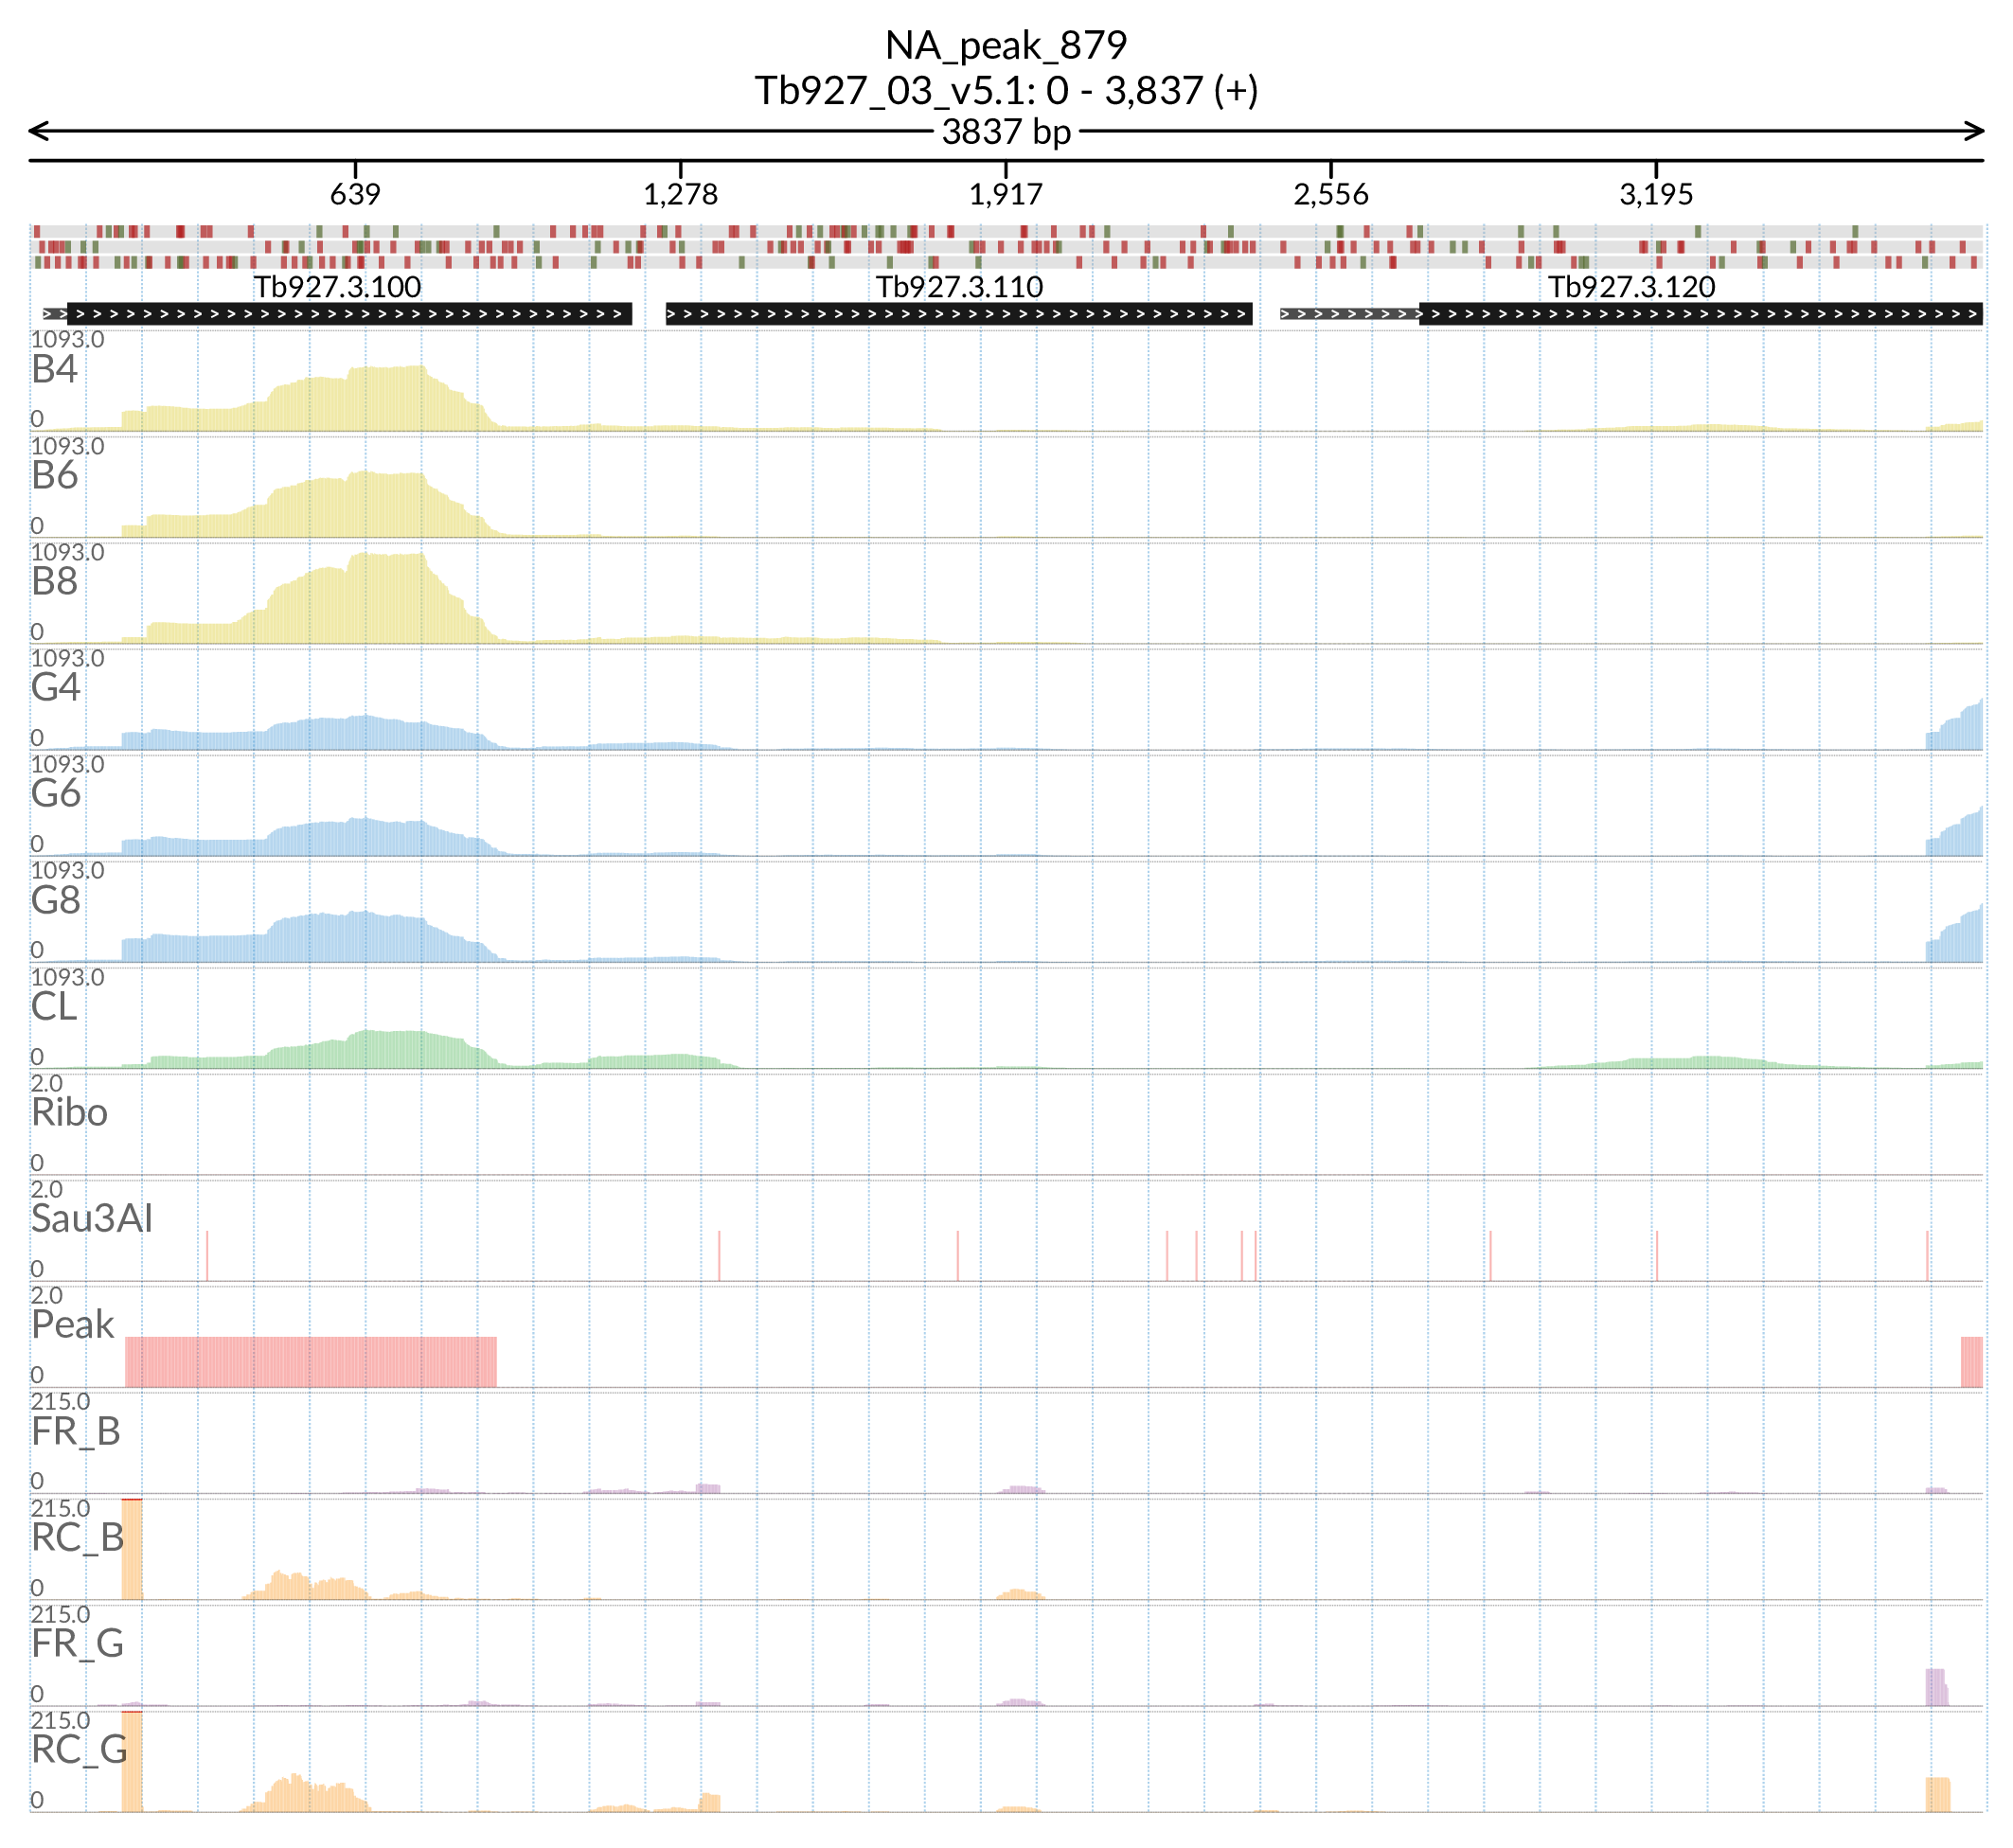 NA_peak_879
Tb927_03_v5.1: 0 - 3,837 (+)
3837 bp
639 1,278 1,917 2,556 3,195
Tb927.3.100 Tb927.3.110 Tb927.3.120
1093.0
B4
0
1093.0
B6
0
1093.0
B8
0
1093.0
G4
0
1093.0
G6
0
1093.0
G8
0
1093.0
CL
0
2.0
Ribo
0
2.0
Sau3AI
0
2.0
Peak
0
215.0
FR_B
0
215.0
RC_B
0
215.0
FR_G
0
215.0
RC_G
0